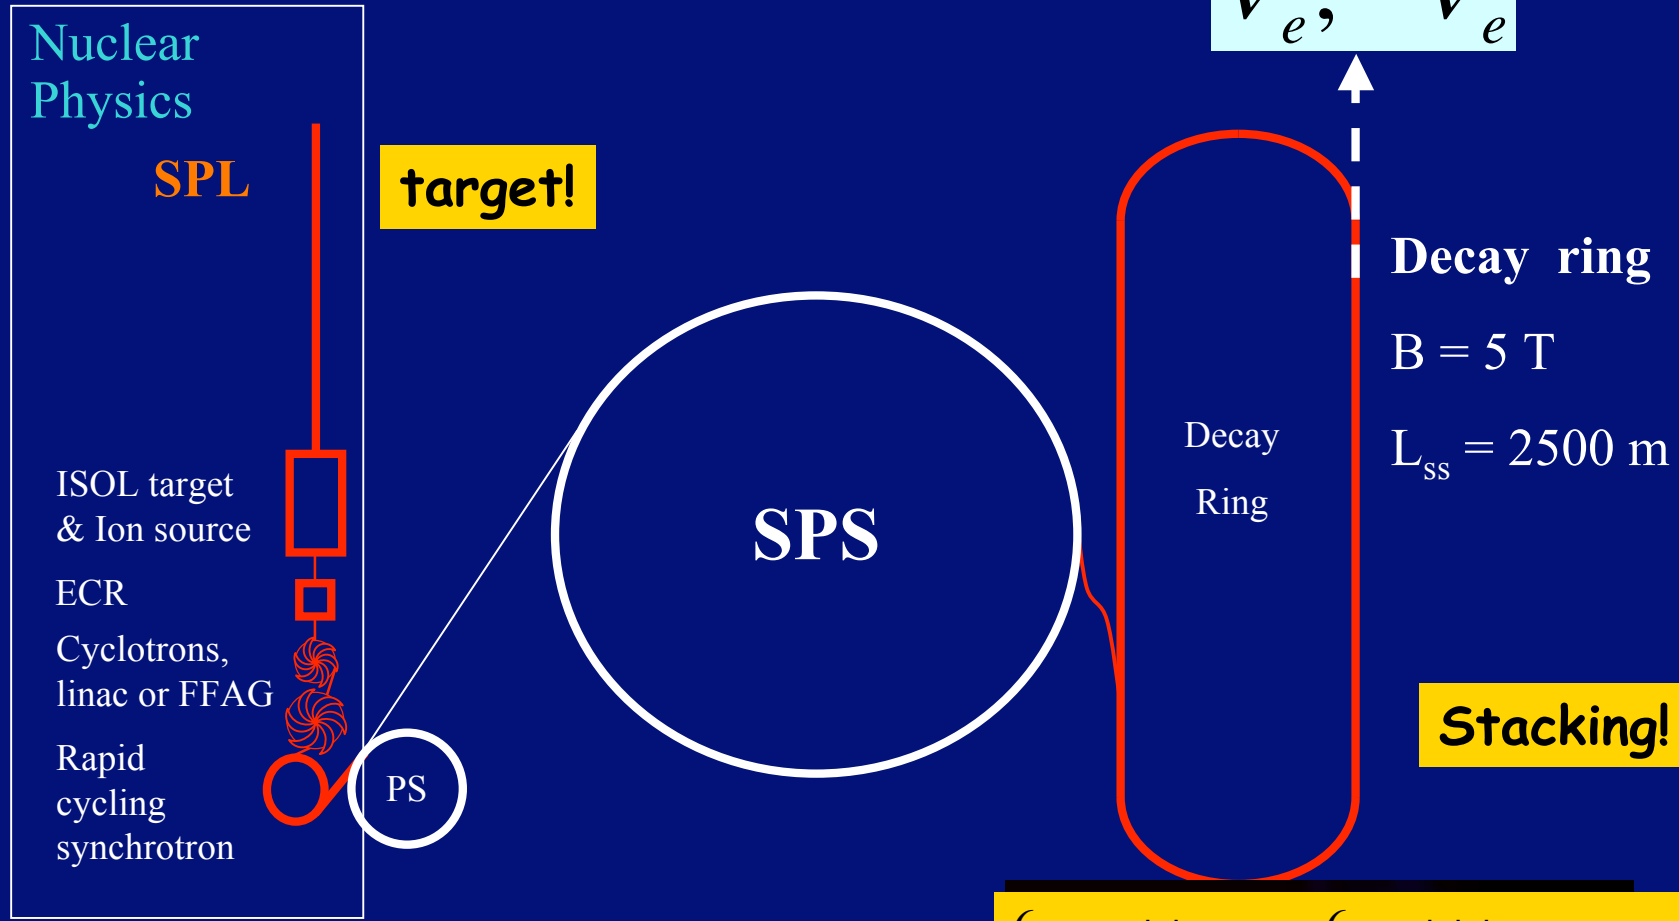 Nuclear
Physics
SPL
target!
ISOL target
& Ion source
ECR
Cyclotrons,
linac or FFAG
Rapid
cycling
synchrotron
PS
SPS
Decay
Ring
Decay ring
B = 5 T
Lss = 2500 m
Stacking!